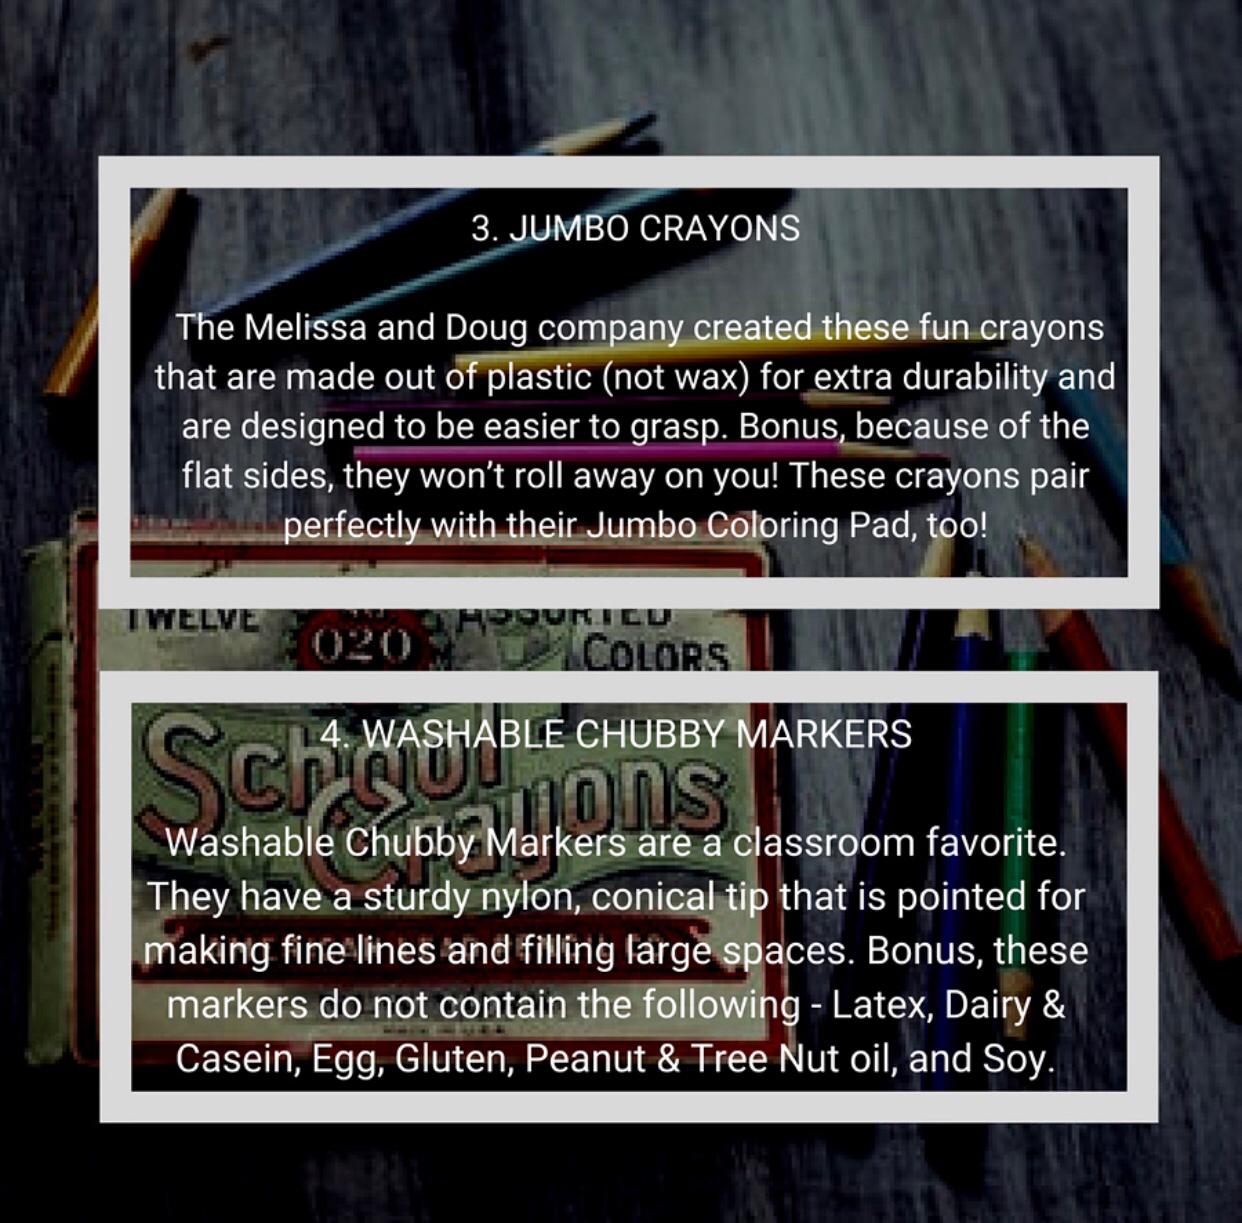 3. JUMBO CRAYONS
The Melissa and Doug company created these fun crayons
that are made out of plastic (not wax) for extra durability and
are designed to be easier to grasp. Bonus, because of the
flat sides, they won’t roll away on you! These crayons pair
perfectly with their Jumbo Coloring Pad, too!
TWELVE
020
ASSORTED
COLORS
4. WASHABLE CHUBBY MARKERS
School
Crayons
Washable Chubby Markers are a classroom favorite.
They have a sturdy nylon, conical tip that is pointed for
making fine lines and filling large spaces. Bonus, these
markers do not contain the following - Latex, Dairy &
Casein, Egg, Gluten, Peanut & Tree Nut oil, and Soy.